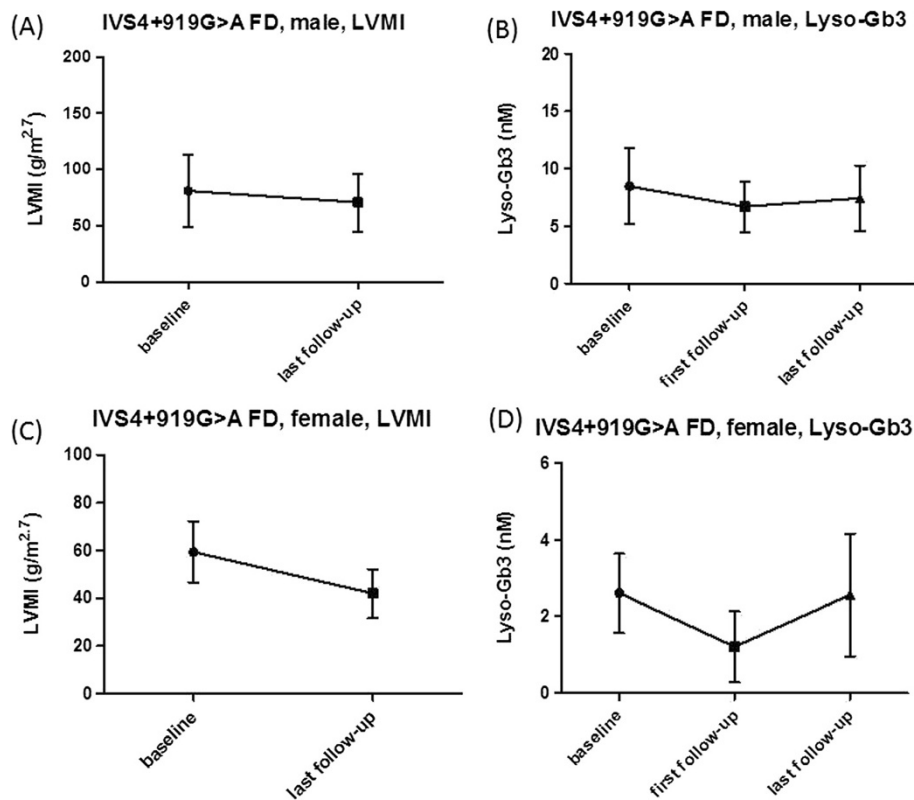 (A)
IVS4+919G>A FD, male, LVMI
LVMI (g/m2.7)
200
150
100
50
0
baseline
last follow-up
(B)
IVS4+919G>A FD, male, Lyso-Gb3
Lyso-Gb3 (nM)
20
15
10
5
0
baseline
first follow-up
last follow-up
(C)
IVS4+919G>A FD, female, LVMI
LVMI (g/m2.7)
100
80
60
40
20
0
baseline
last follow-up
(D)
IVS4+919G>A FD, female, Lyso-Gb3
Lyso-Gb3 (nM)
6
4
2
0
baseline
first follow-up
last follow-up